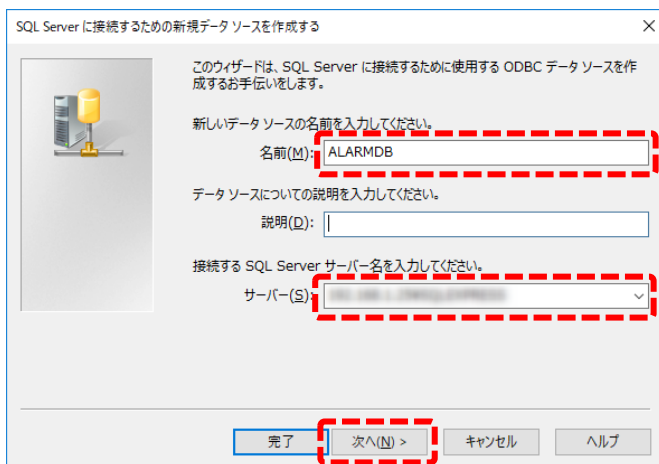 SQL Server に接続するための新規データ ソースを作成する
このウィザードは、SQL Server に接続するために使用する ODBC データ ソースを作
成するお手伝いをします。
新しいデータ ソースの名前を入力してください。
名前(M): ALARMDB
データ ソースについての説明を入力してください。
説明(D):
接続する SQL Server サーバー名を入力してください。
サーバー(S):
完了 次へ(N) > キャンセル ヘルプ